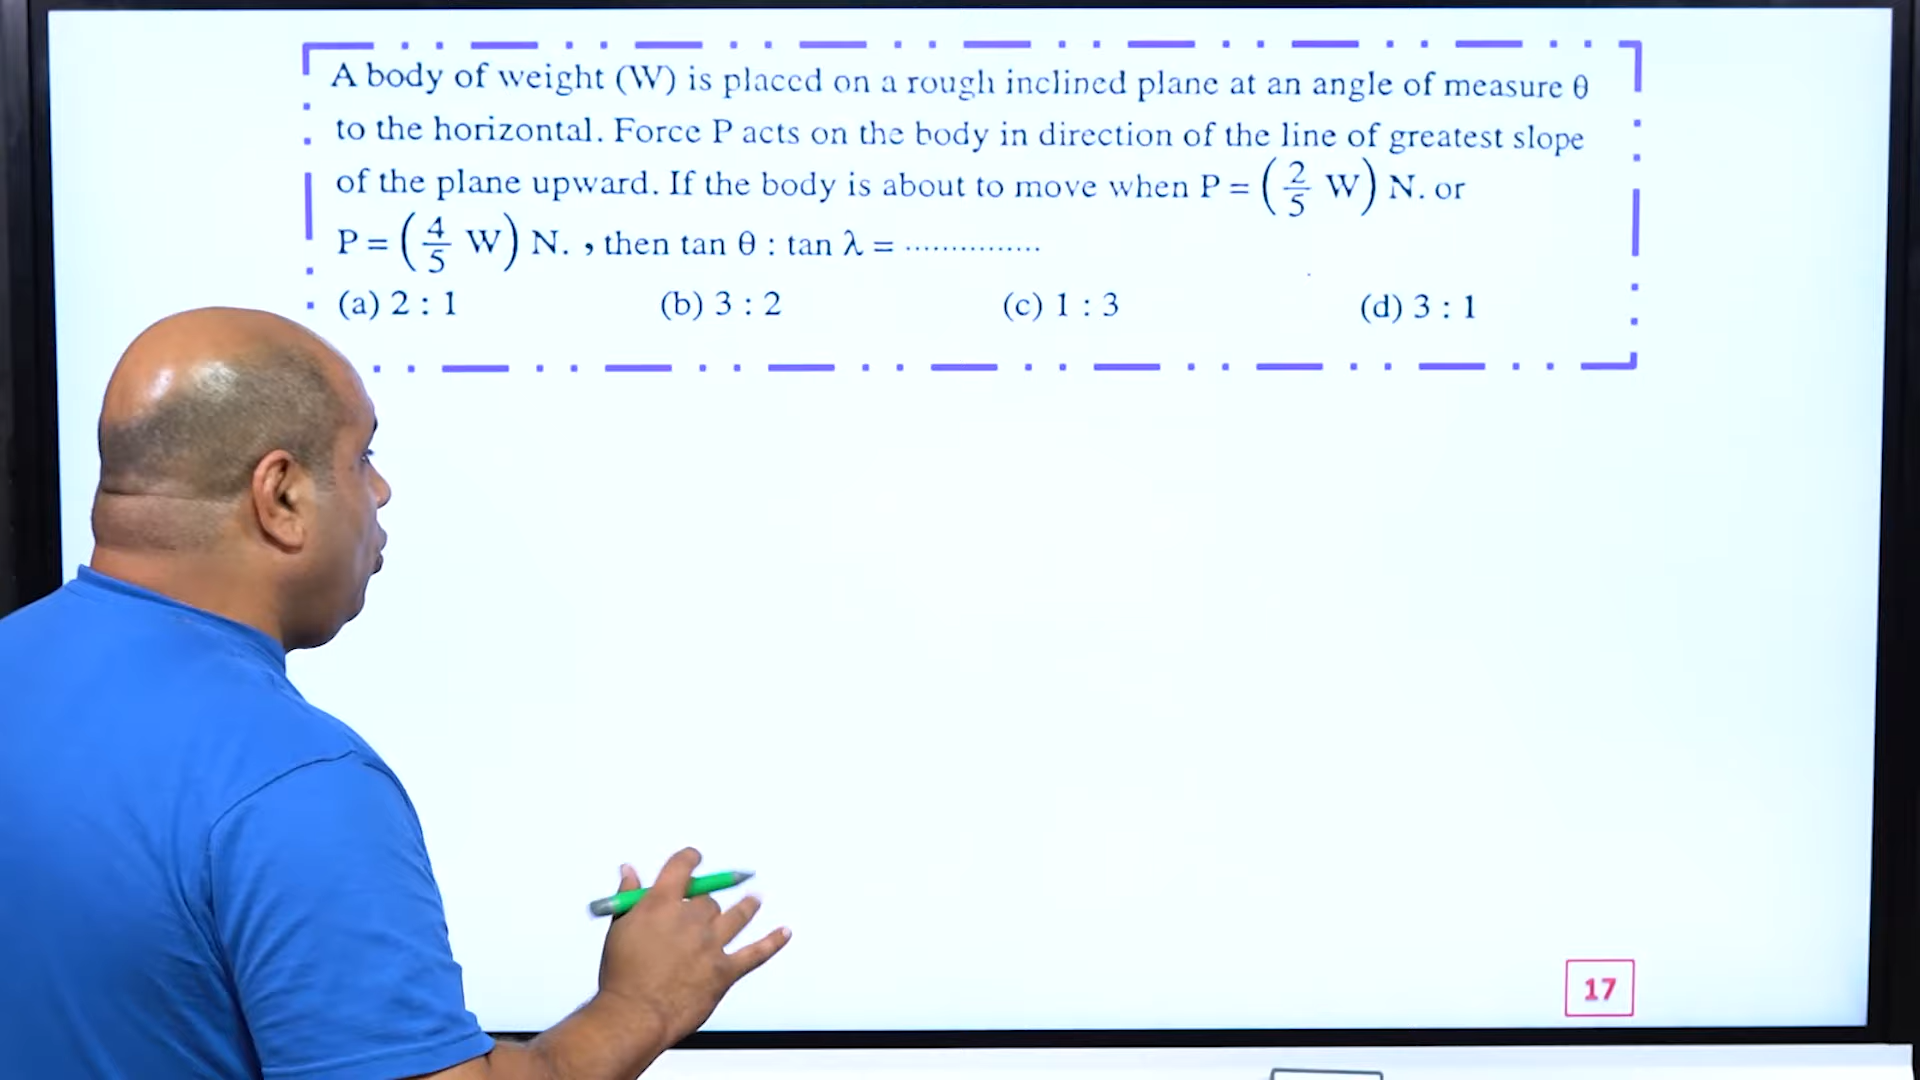 A body of weight (W) is placed on a rough inclined plane at an angle of measure θ
to the horizontal. Force P acts on the body in direction of the line of greatest slope
of the plane upward. If the body is about to move when P = (2/5 W) N. or
P = (4/5 W) N. , then tan θ : tan λ = ...............
(a) 2 : 1 (b) 3 : 2 (c) 1 : 3 (d) 3 : 1
17